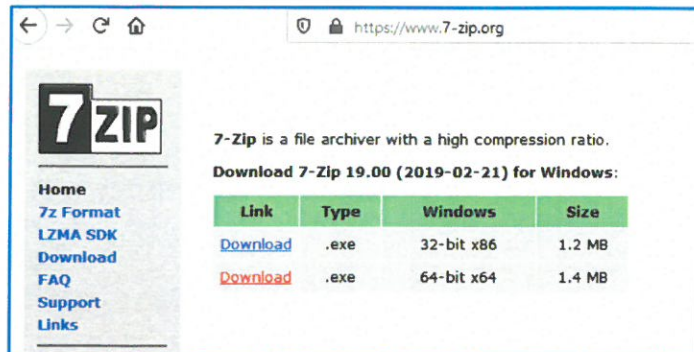 https://www.7-zip.org
7ZIP
7-Zip is a file archiver with a high compression ratio.
Download 7-Zip 19.00 (2019-02-21) for Windows:
Link Type Windows Size
Download .exe 32-bit x86 1.2 MB
Download .exe 64-bit x64 1.4 MB
Home
7z Format
LZMA SDK
Download
FAQ
Support
Links